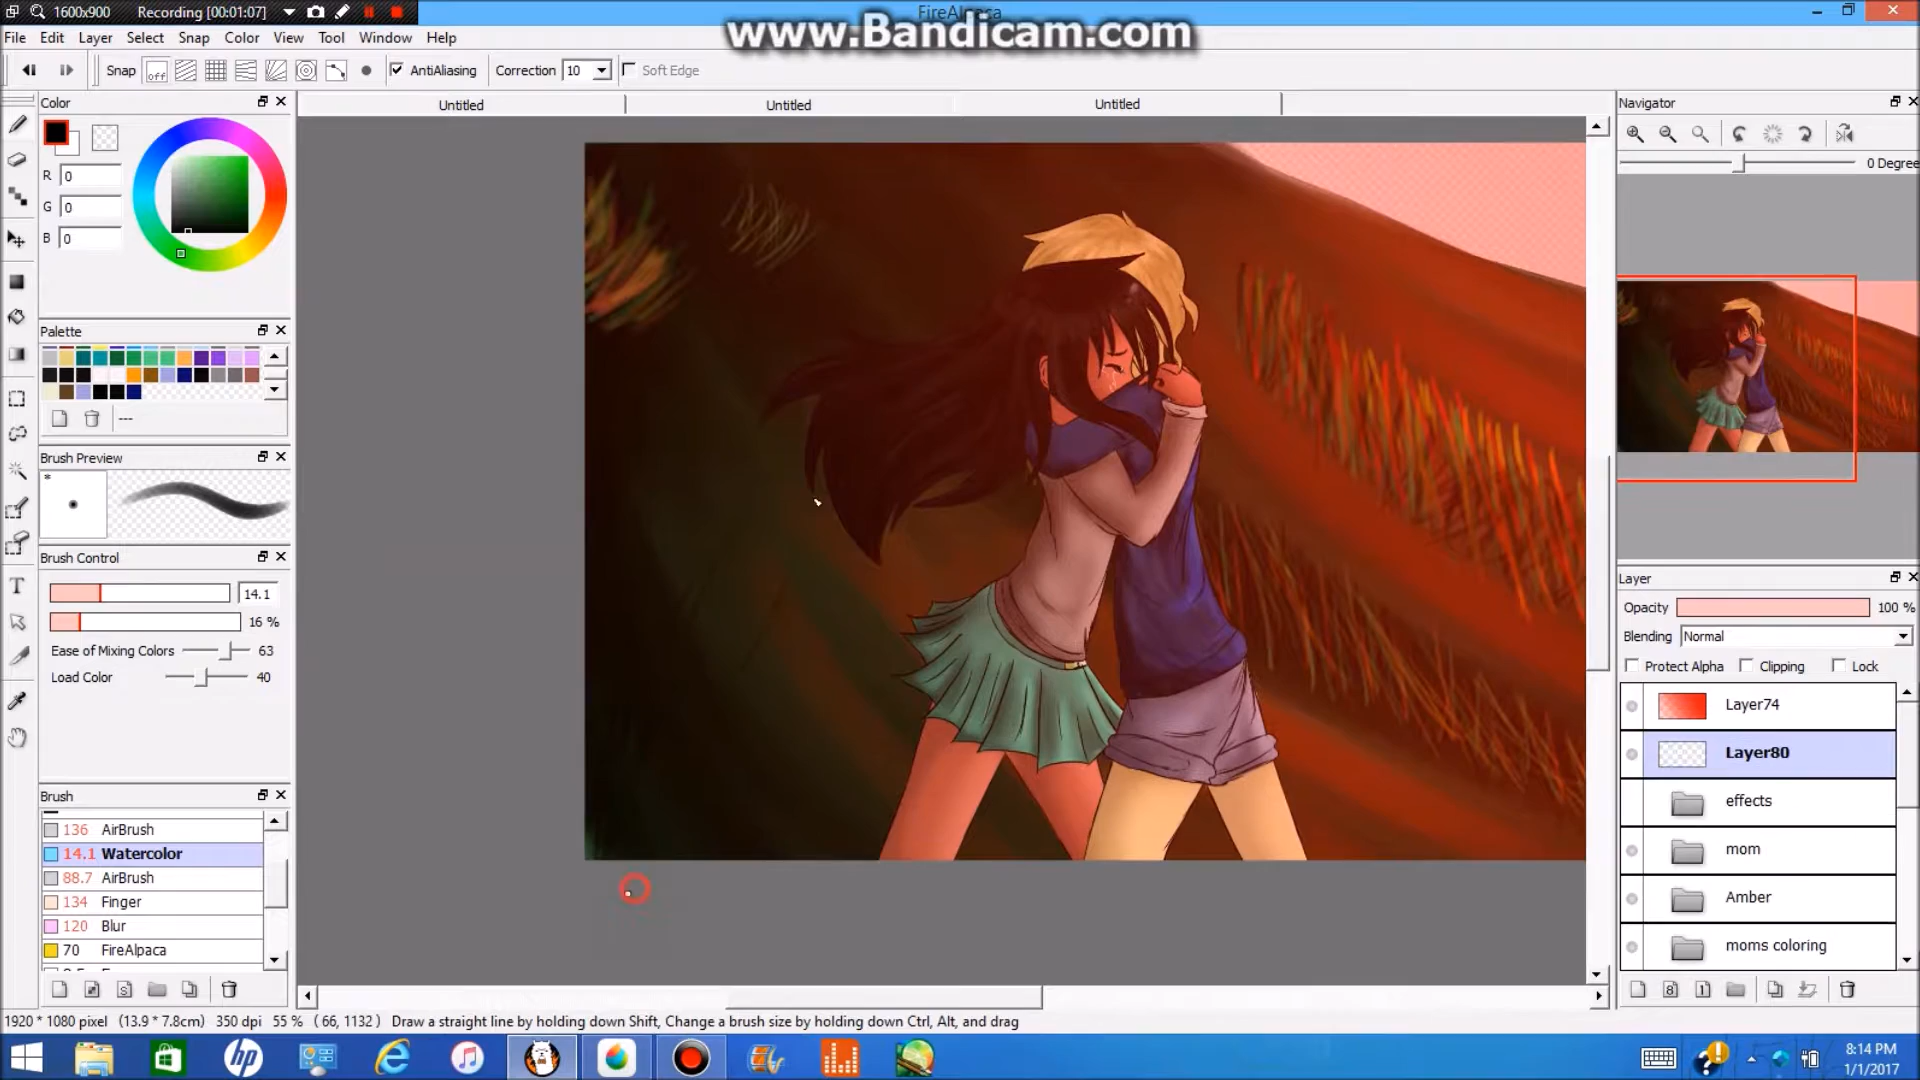 1600x900 Recording [00:01:07]
FireAlpaca
www.Bandicam.com
File Edit Layer Select Snap Color View Tool Window Help
Snap off AntiAliasing Correction 10 Soft Edge
Color
Untitled Untitled Untitled
Navigator
R 0
G 0
B 0
0 Degree
Palette
---
Brush Preview
*
Brush Control
14.1
16 %
Ease of Mixing Colors 63
Load Color 40
Layer
Opacity 100 %
Blending Normal
Protect Alpha Clipping Lock
Layer74
Layer80
effects
mom
Amber
moms coloring
Brush
136 AirBrush
14.1 Watercolor
88.7 AirBrush
134 Finger
120 Blur
70 FireAlpaca
1920 * 1080 pixel (13.9 * 7.8cm) 350 dpi 55 % ( 66, 1132 ) Draw a straight line by holding down Shift, Change a brush size by holding down Ctrl, Alt, and drag
hp
8:14 PM
1/1/2017